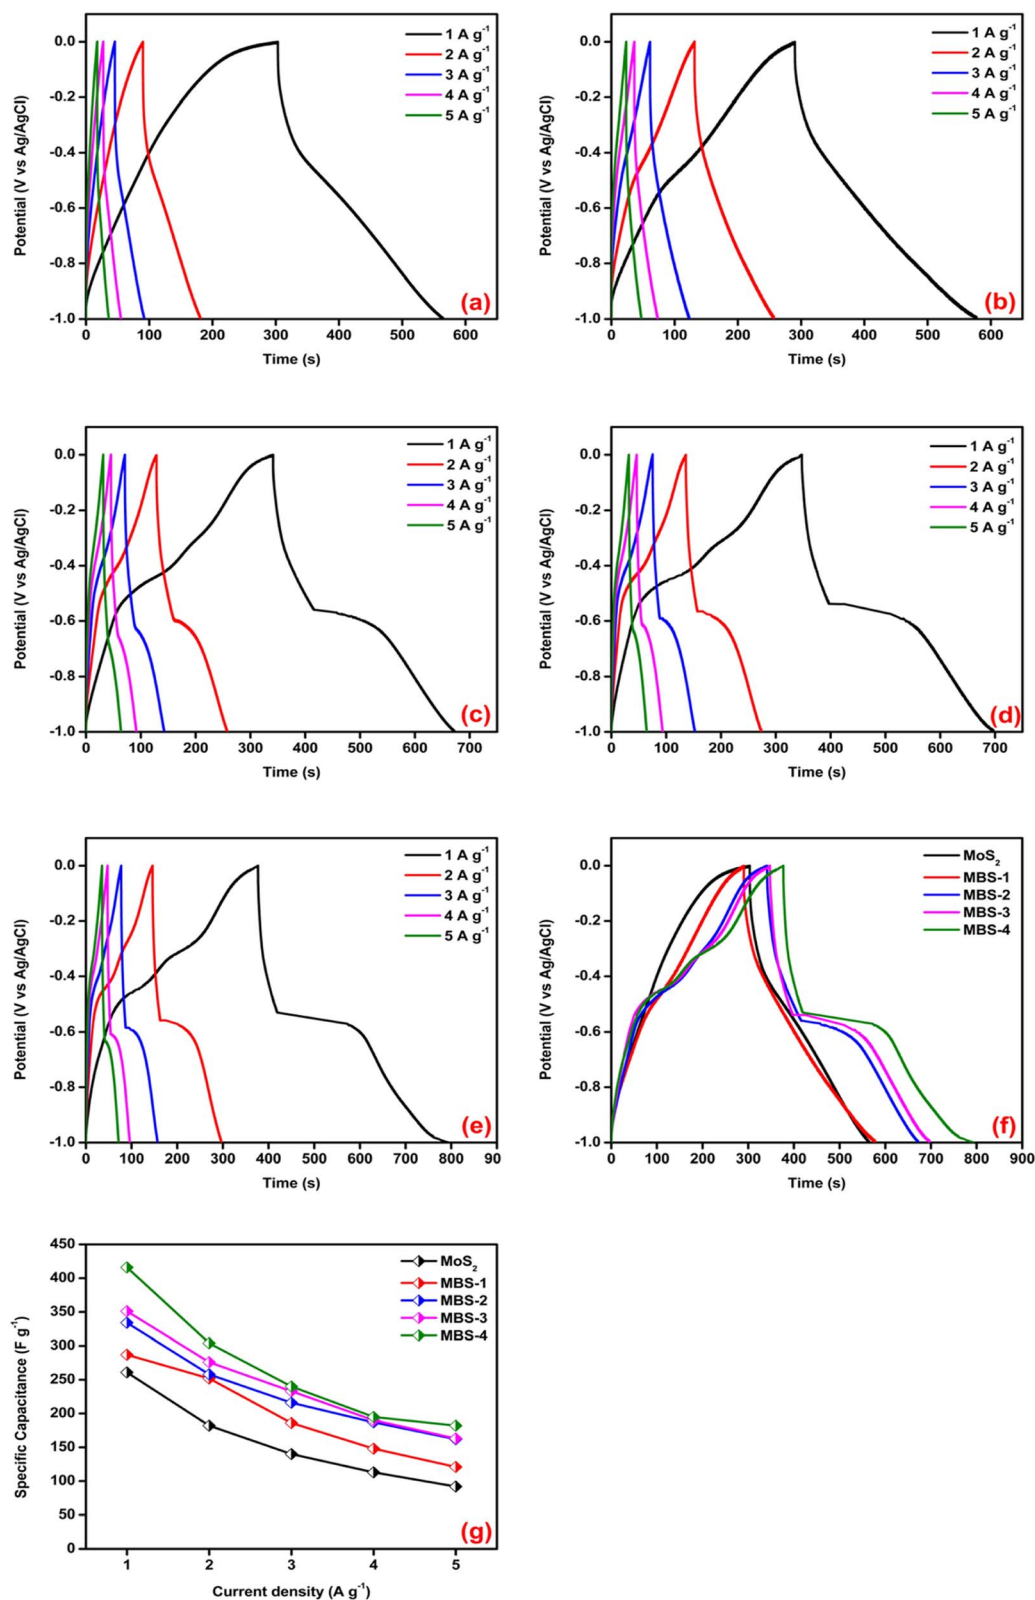 0.0
-0.2
-0.4
-0.6
-0.8
-1.0
Potential (V vs Ag/AgCl)
1 A g⁻¹
2 A g⁻¹
3 A g⁻¹
4 A g⁻¹
5 A g⁻¹
(a)
0 100 200 300 400 500 600
Time (s)
0.0
-0.2
-0.4
-0.6
-0.8
-1.0
Potential (V vs Ag/AgCl)
1 A g⁻¹
2 A g⁻¹
3 A g⁻¹
4 A g⁻¹
5 A g⁻¹
(b)
0 100 200 300 400 500 600
Time (s)
0.0
-0.2
-0.4
-0.6
-0.8
-1.0
Potential (V vs Ag/AgCl)
1 A g⁻¹
2 A g⁻¹
3 A g⁻¹
4 A g⁻¹
5 A g⁻¹
(c)
0 100 200 300 400 500 600 700
Time (s)
0.0
-0.2
-0.4
-0.6
-0.8
-1.0
Potential (V vs Ag/AgCl)
1 A g⁻¹
2 A g⁻¹
3 A g⁻¹
4 A g⁻¹
5 A g⁻¹
(d)
0 100 200 300 400 500 600 700
Time (s)
0.0
-0.2
-0.4
-0.6
-0.8
-1.0
Potential (V vs Ag/AgCl)
1 A g⁻¹
2 A g⁻¹
3 A g⁻¹
4 A g⁻¹
5 A g⁻¹
(e)
0 100 200 300 400 500 600 700 800 90
Time (s)
0.0
-0.2
-0.4
-0.6
-0.8
-1.0
Potential (V vs Ag/AgCl)
MoS₂
MBS-1
MBS-2
MBS-3
MBS-4
(f)
0 100 200 300 400 500 600 700 800 900
Time (s)
450
400
350
300
250
200
150
100
50
0
Specific Capacitance (F g⁻¹)
MoS₂
MBS-1
MBS-2
MBS-3
MBS-4
(g)
1 2 3 4 5
Current density (A g⁻¹)